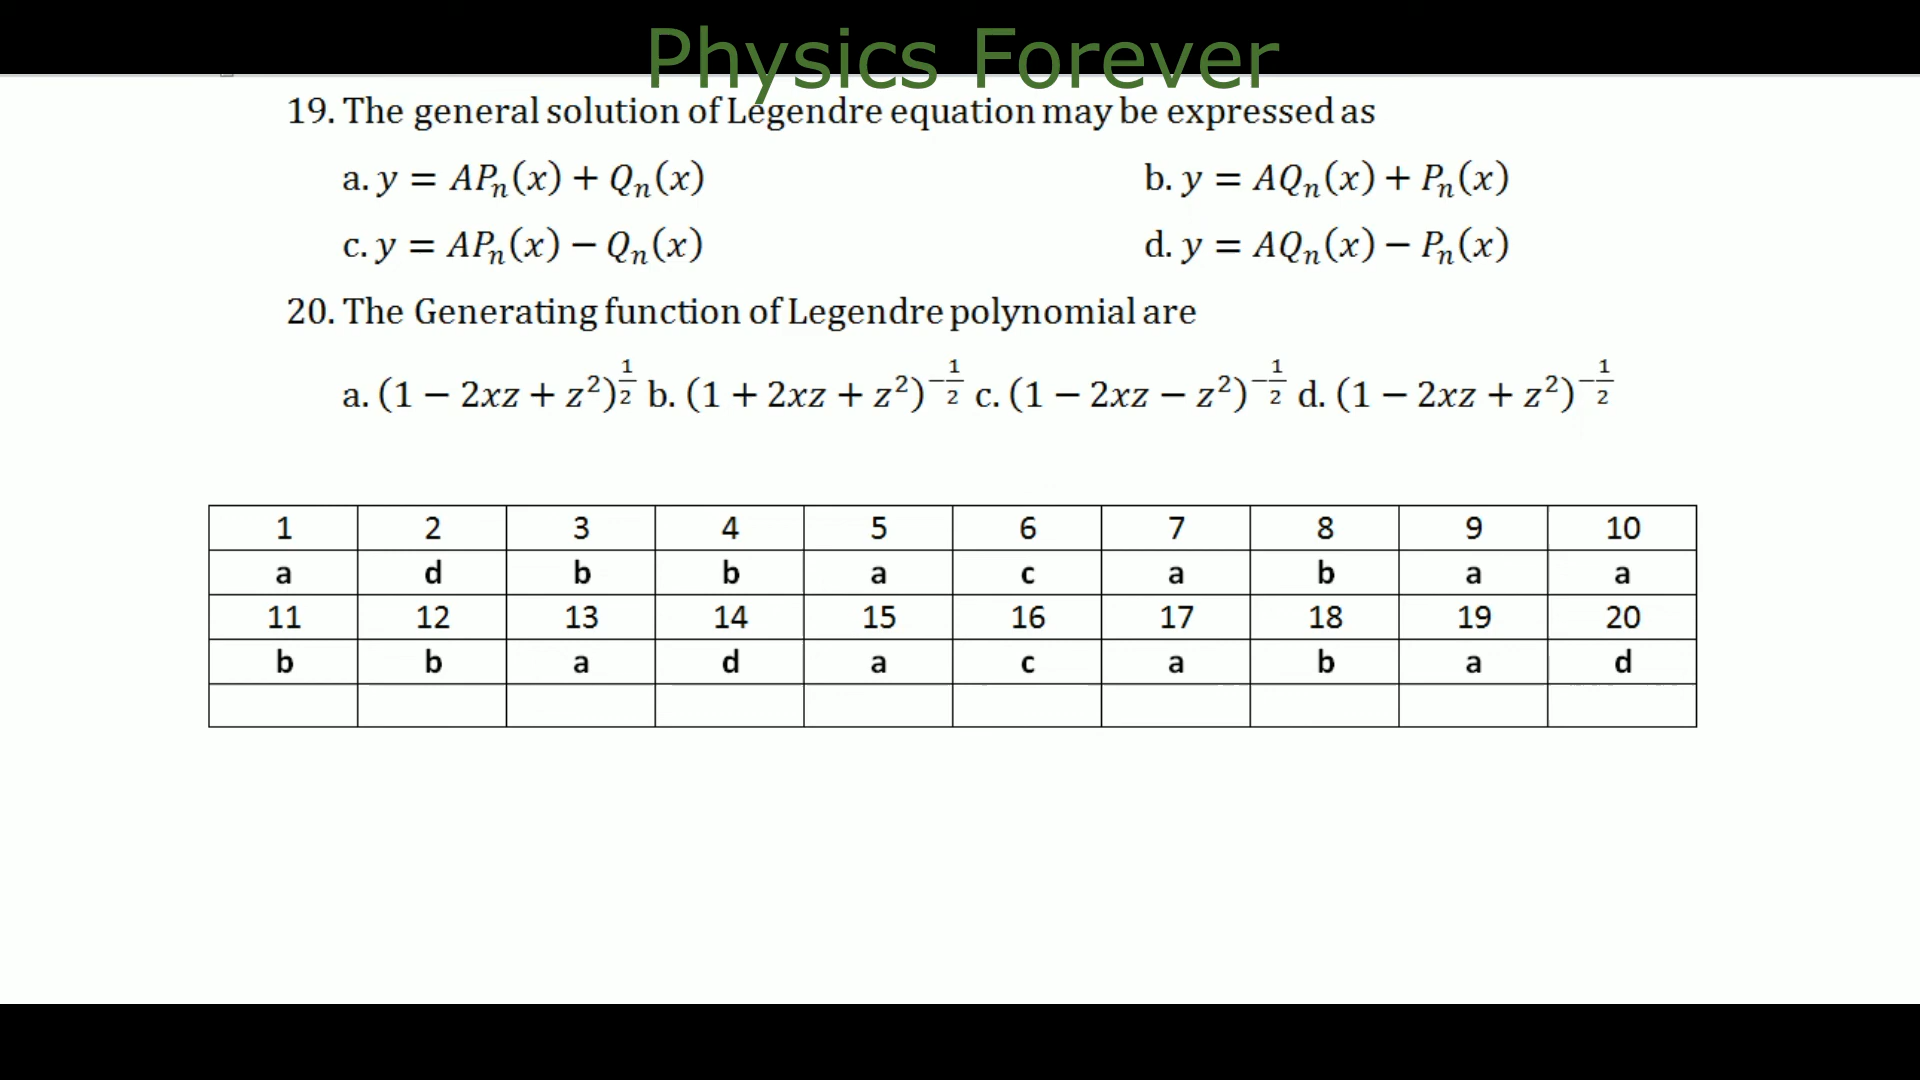 Physics Forever
19. The general solution of Legendre equation may be expressed as
a. y = APₙ(x) + Qₙ(x) b. y = AQₙ(x) + Pₙ(x)
c. y = APₙ(x) − Qₙ(x) d. y = AQₙ(x) − Pₙ(x)
20. The Generating function of Legendre polynomial are
a. (1 − 2xz + z²)^(1/2) b. (1 + 2xz + z²)^(−1/2) c. (1 − 2xz − z²)^(−1/2) d. (1 − 2xz + z²)^(−1/2)
1 2 3 4 5 6 7 8 9 10
a d b b a c a b a a
11 12 13 14 15 16 17 18 19 20
b b a d a c a b a d